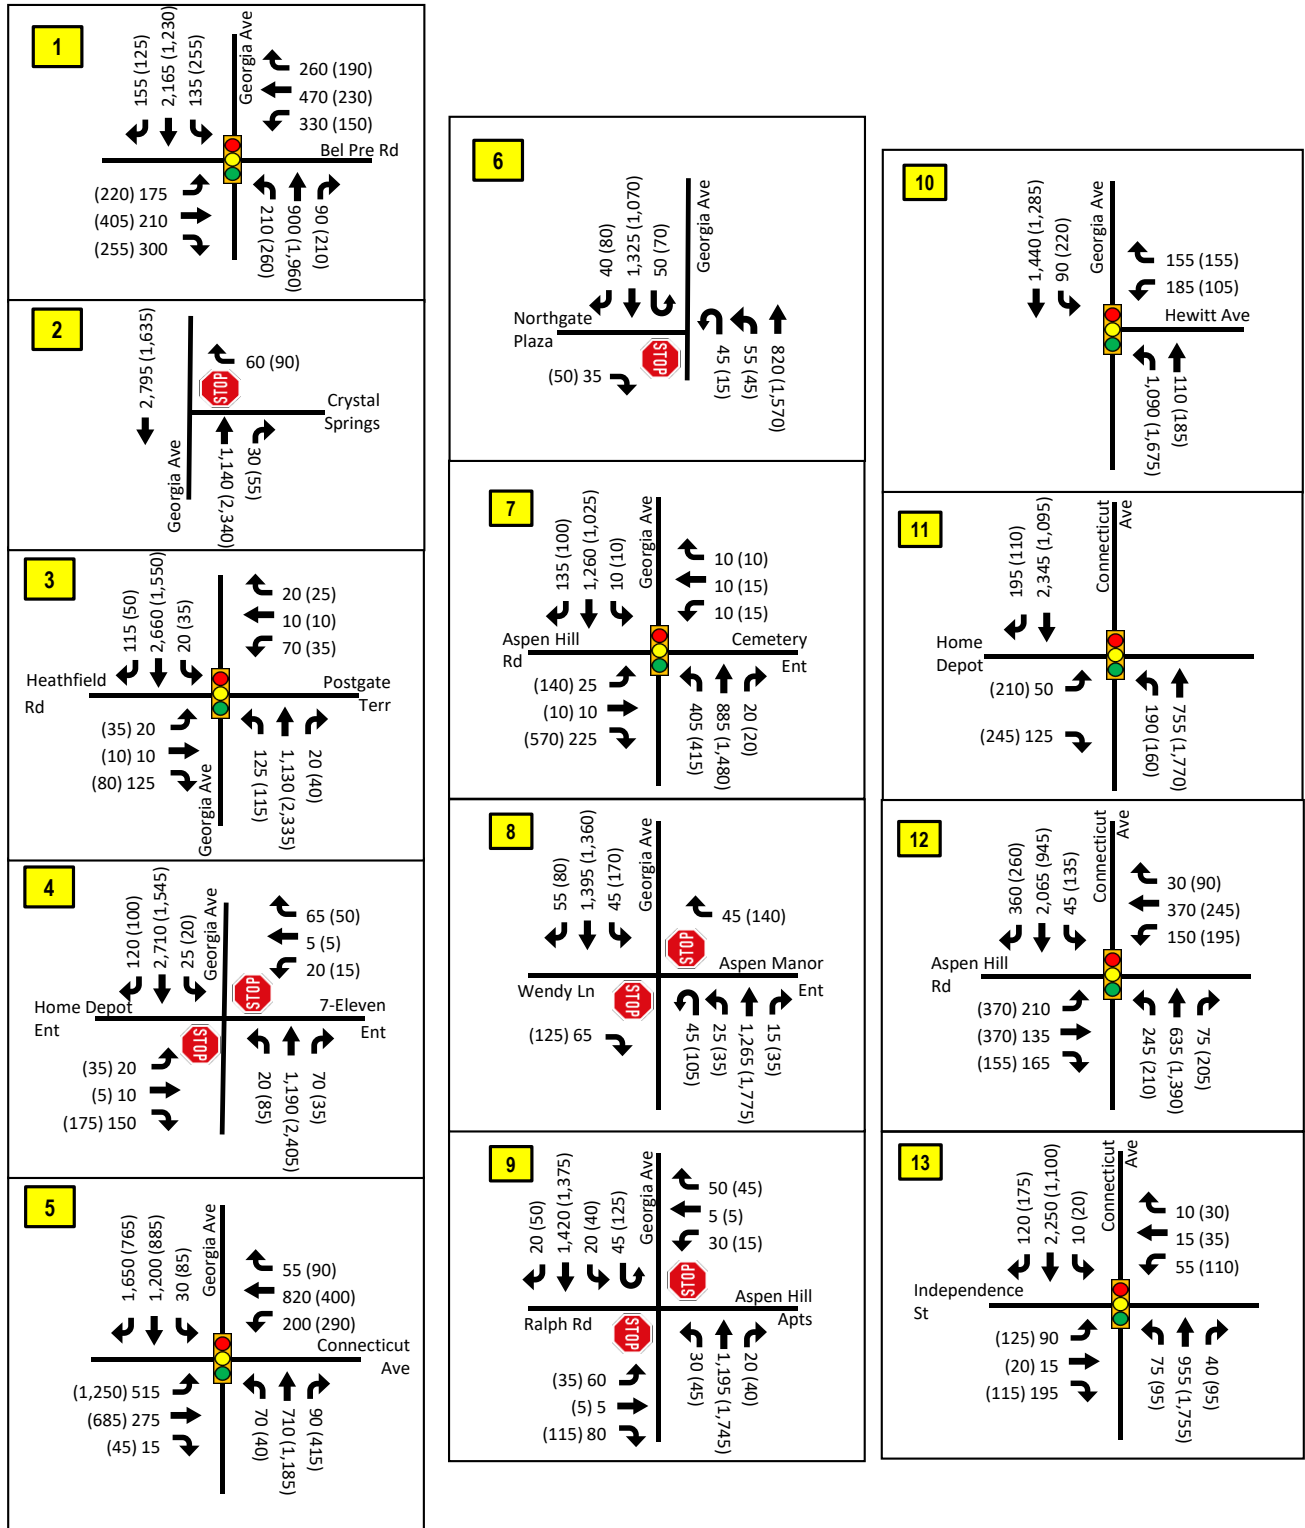 1
155 (125)
2,165 (1,230)
135 (255)
Georgia Ave
260 (190)
470 (230)
330 (150)
Bel Pre Rd
(220) 175
(405) 210
(255) 300
210 (260)
900 (1,960)
90 (210)
2
2,795 (1,635)
60 (90)
STOP
Crystal
Springs
Georgia Ave
1,140 (2,340)
30 (55)
3
115 (50)
2,660 (1,550)
20 (35)
20 (25)
10 (10)
70 (35)
Heathfield
Rd
Postgate
Terr
(35) 20
(10) 10
(80) 125
Georgia Ave
125 (115)
1,130 (2,335)
20 (40)
4
120 (100)
2,710 (1,545)
25 (20)
Georgia Ave
65 (50)
5 (5)
20 (15)
STOP
Home Depot
Ent
7-Eleven
Ent
STOP
(35) 20
(5) 10
(175) 150
20 (85)
1,190 (2,405)
70 (35)
5
1,650 (765)
1,200 (885)
30 (85)
Georgia Ave
55 (90)
820 (400)
200 (290)
Connecticut
Ave
(1,250) 515
(685) 275
(45) 15
70 (40)
710 (1,185)
90 (415)
6
40 (80)
1,325 (1,070)
50 (70)
Georgia Ave
Northgate
Plaza
STOP
(50) 35
45 (15)
55 (45)
820 (1,570)
7
135 (100)
1,260 (1,025)
10 (10)
Georgia Ave
10 (10)
10 (15)
10 (15)
Aspen Hill
Rd
Cemetery
Ent
(140) 25
(10) 10
(570) 225
405 (415)
885 (1,480)
20 (20)
8
55 (80)
1,395 (1,360)
45 (170)
Georgia Ave
45 (140)
STOP
Wendy Ln
Aspen Manor
Ent
STOP
(125) 65
45 (105)
25 (35)
1,265 (1,775)
15 (35)
9
20 (50)
1,420 (1,375)
20 (40)
45 (125)
Georgia Ave
50 (45)
5 (5)
30 (15)
STOP
Ralph Rd
Aspen Hill
Apts
STOP
(35) 60
(5) 5
(115) 80
30 (45)
1,195 (1,745)
20 (40)
10
1,440 (1,285)
90 (220)
Georgia Ave
155 (155)
185 (105)
Hewitt Ave
1,090 (1,675)
110 (185)
11
195 (110)
2,345 (1,095)
Connecticut
Ave
Home
Depot
(210) 50
(245) 125
190 (160)
755 (1,770)
12
360 (260)
2,065 (945)
45 (135)
Connecticut
Ave
30 (90)
370 (245)
150 (195)
Aspen Hill
Rd
(370) 210
(370) 135
(155) 165
245 (210)
635 (1,390)
75 (205)
13
120 (175)
2,250 (1,100)
10 (20)
Connecticut
Ave
10 (30)
15 (35)
55 (110)
Independence
St
(125) 90
(20) 15
(115) 195
75 (95)
955 (1,755)
40 (95)